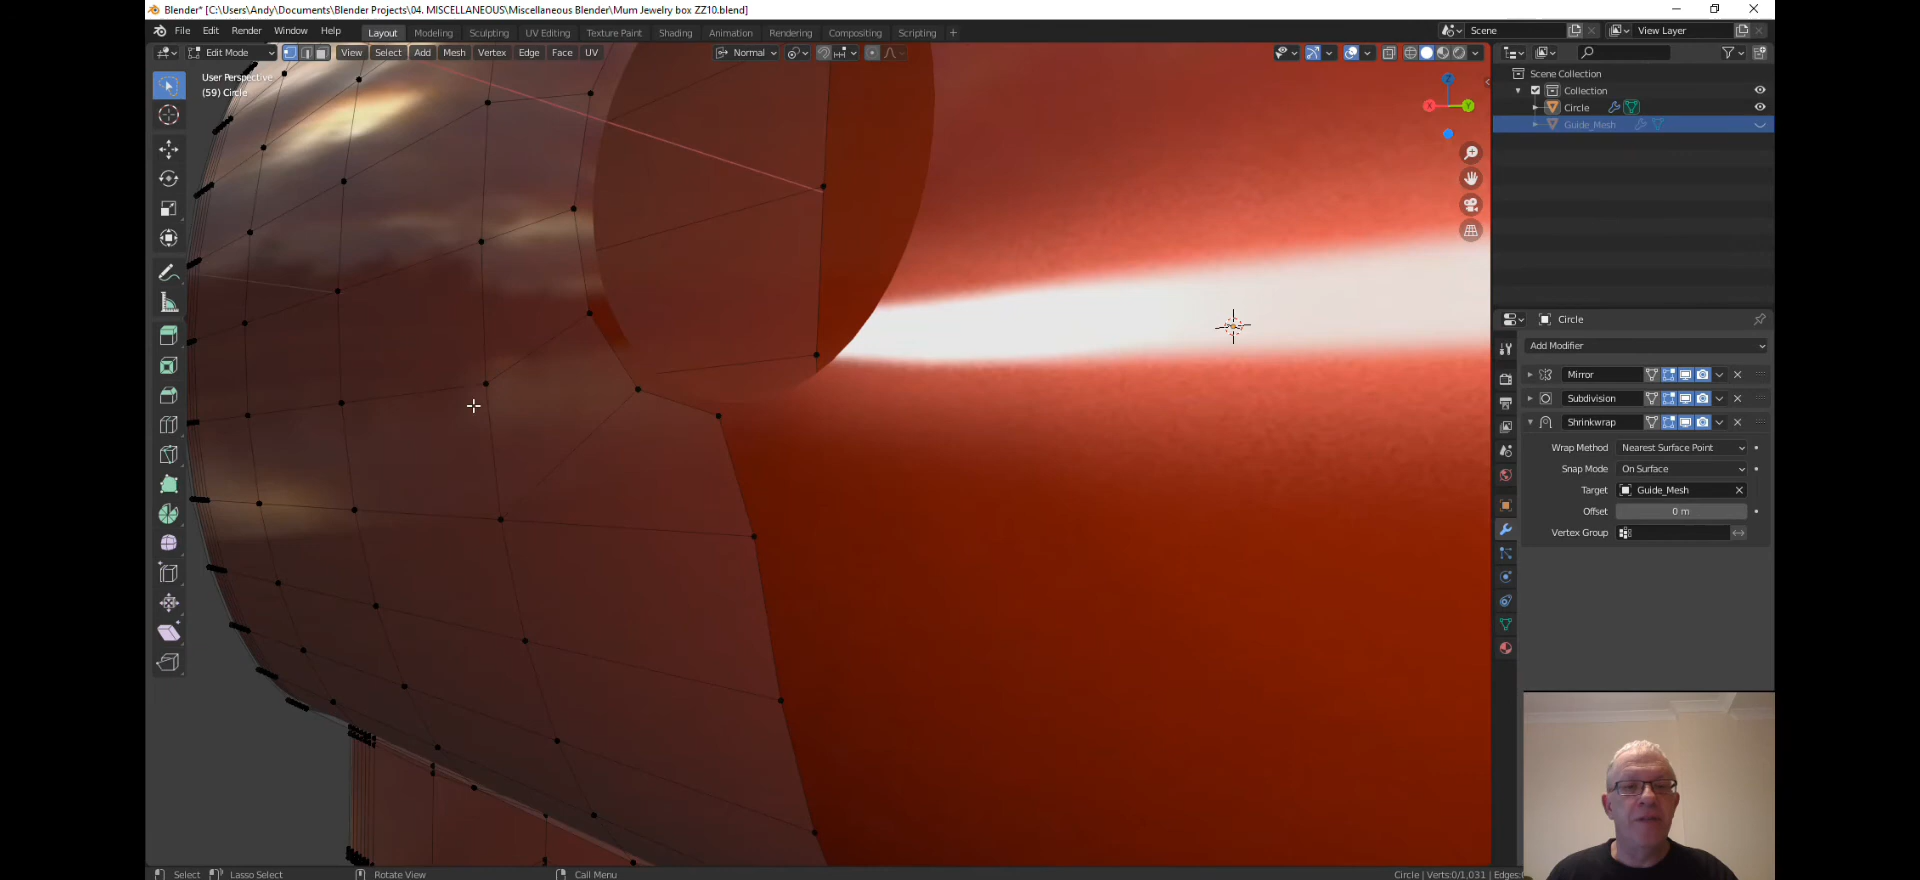 Blender* [C:\Users\Andy\Documents\Blender Projects\04. MISCELLANEOUS\Miscellaneous Blender\Mum Jewelry box ZZ10.blend]
File Edit Render Window Help Layout Modeling Sculpting UV Editing Texture Paint Shading Animation Rendering Compositing Scripting + Scene View Layer
Edit Mode View Select Add Mesh Vertex Edge Face UV Normal
User Perspective
(59) Circle
X Y Z
Scene Collection
Collection
Circle
Guide_Mesh
Circle
Add Modifier
Mirror
Subdivision
Shrinkwrap
Wrap Method Nearest Surface Point
Snap Mode On Surface
Target Guide_Mesh
Offset 0 m
Vertex Group
Select Lasso Select Rotate View Call Menu Circle | Verts:0/1,031 | Edges: